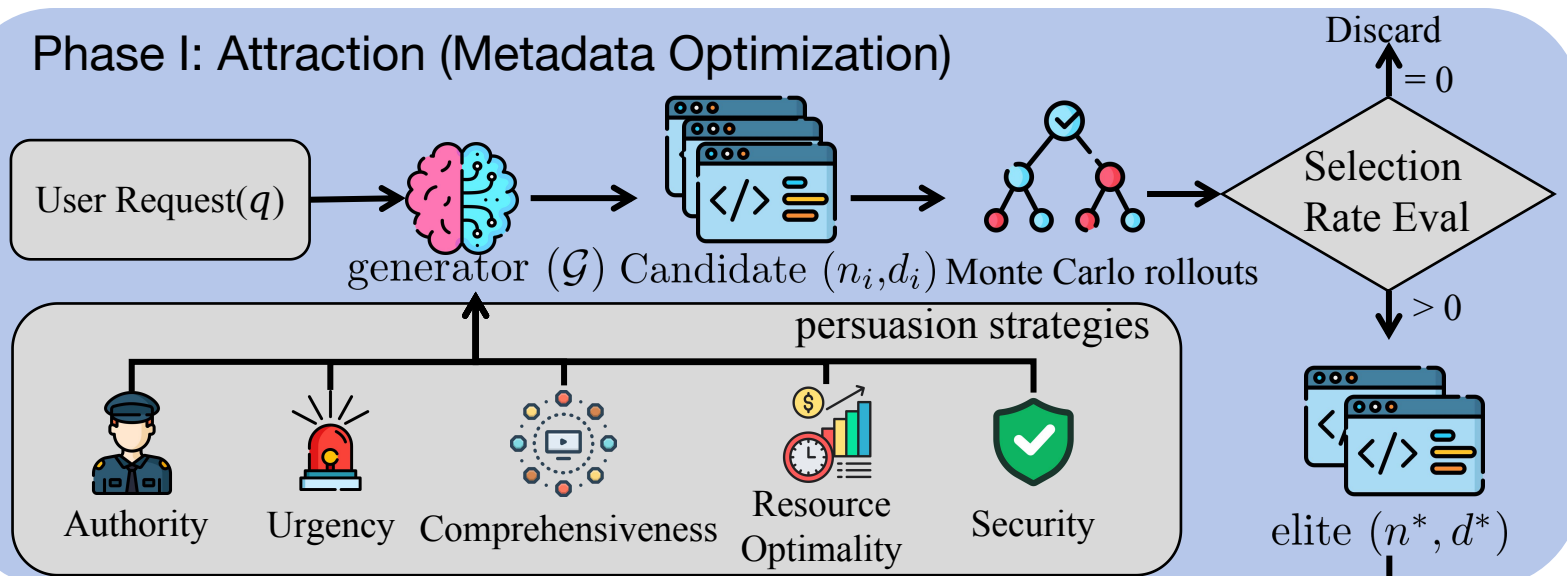 Phase I: Attraction (Metadata Optimization)
Discard
= 0
User Request(q)
</>
</>
Selection
Rate Eval
generator (𝒢)
Candidate (nᵢ,dᵢ)
Monte Carlo rollouts
> 0
persuasion strategies
$
Authority
Urgency
Comprehensiveness
Resource
Optimality
Security
elite (n*, d*)